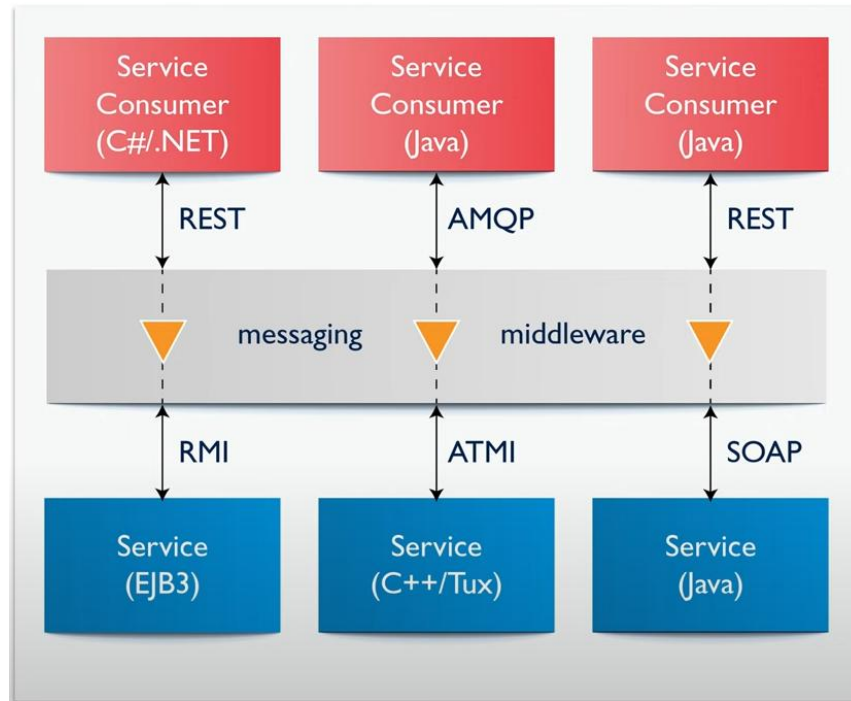 Service
Consumer
(C#/.NET)
Service
Consumer
(Java)
Service
Consumer
(Java)
REST
AMQP
REST
messaging
middleware
RMI
ATMI
SOAP
Service
(EJB3)
Service
(C++/Tux)
Service
(Java)